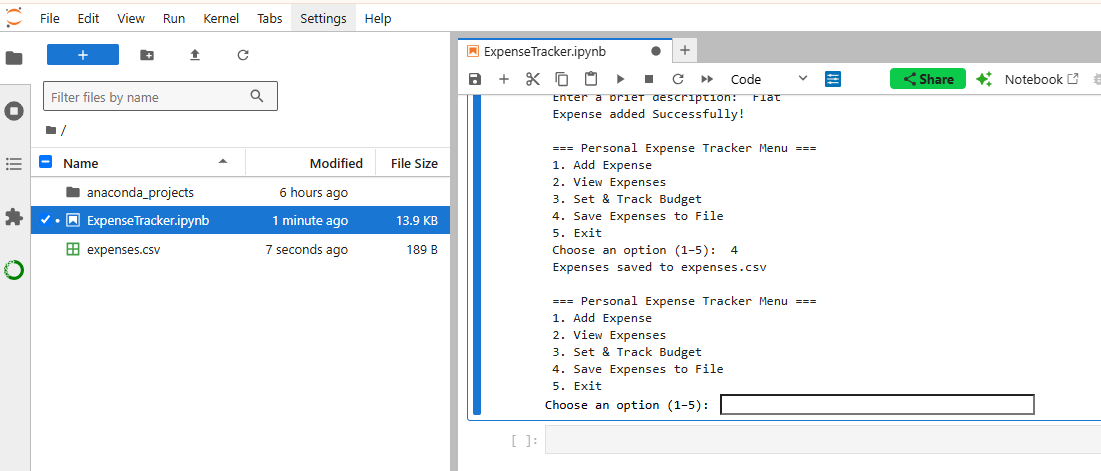 File Edit View Run Kernel Tabs Settings Help
+
Filter files by name
/
Name Modified File Size
anaconda_projects 6 hours ago
ExpenseTracker.ipynb 1 minute ago 13.9 KB
expenses.csv 7 seconds ago 189 B
ExpenseTracker.ipynb
Code Share Notebook
Enter a brief description: Flat
Expense added Successfully!
=== Personal Expense Tracker Menu ===
1. Add Expense
2. View Expenses
3. Set & Track Budget
4. Save Expenses to File
5. Exit
Choose an option (1–5): 4
Expenses saved to expenses.csv
=== Personal Expense Tracker Menu ===
1. Add Expense
2. View Expenses
3. Set & Track Budget
4. Save Expenses to File
5. Exit
Choose an option (1–5):
[ ]: